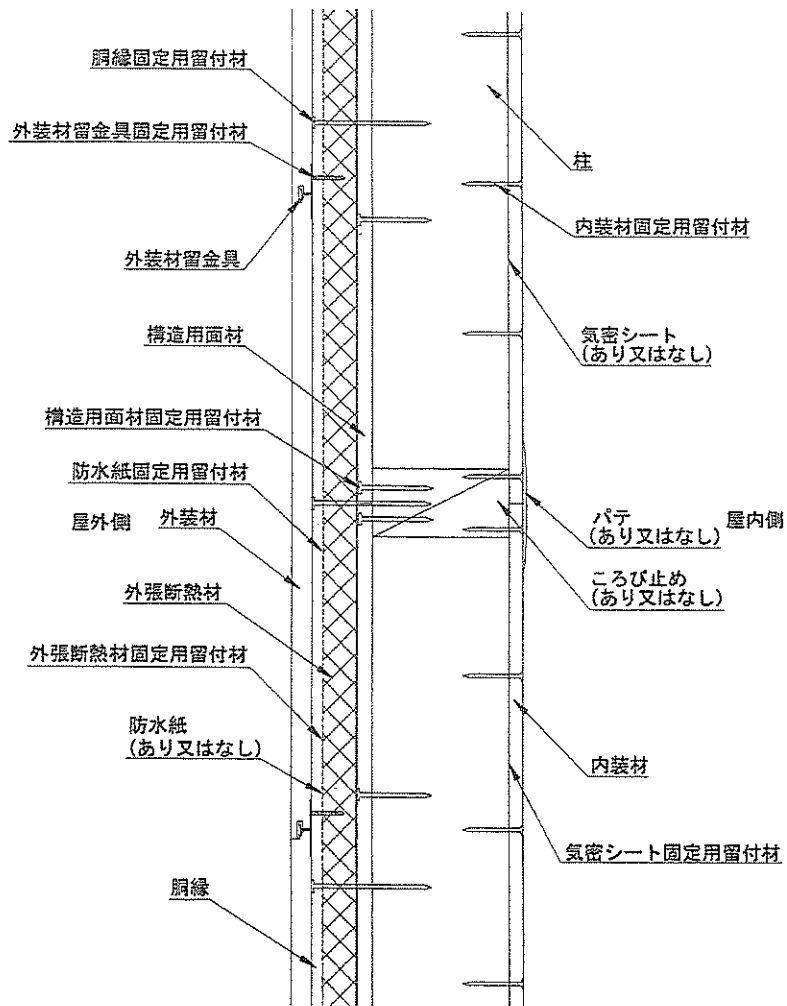 胴縁固定用留付材
外装材留金具固定用留付材
外装材留金具
構造用面材
構造用面材固定用留付材
防水紙固定用留付材
屋外側
外装材
外張断熱材
外張断熱材固定用留付材
防水紙
(あり又はなし)
胴縁
柱
内装材固定用留付材
気密シート
(あり又はなし)
パテ
(あり又はなし)
屋内側
ころび止め
(あり又はなし)
内装材
気密シート固定用留付材